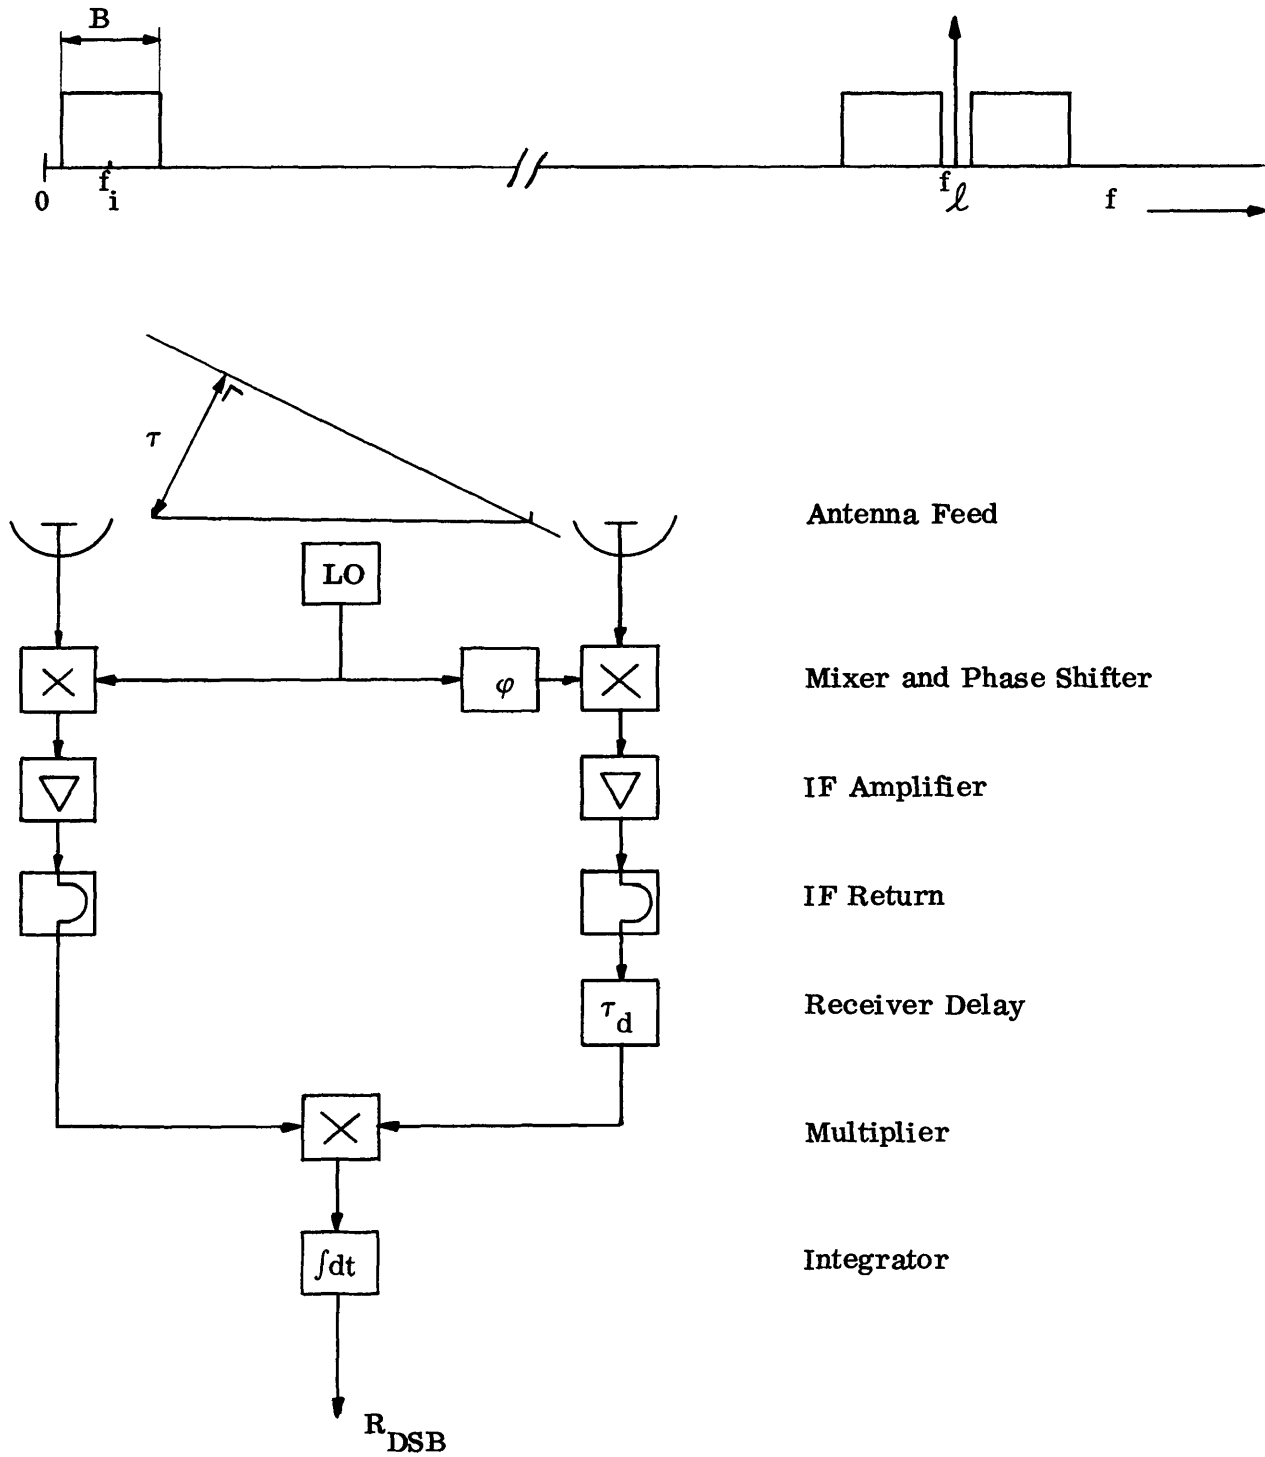 B
0
f i
f ℓ
f
τ
Antenna Feed
LO
φ
Mixer and Phase Shifter
IF Amplifier
IF Return
τ d
Receiver Delay
Multiplier
∫dt
Integrator
R DSB